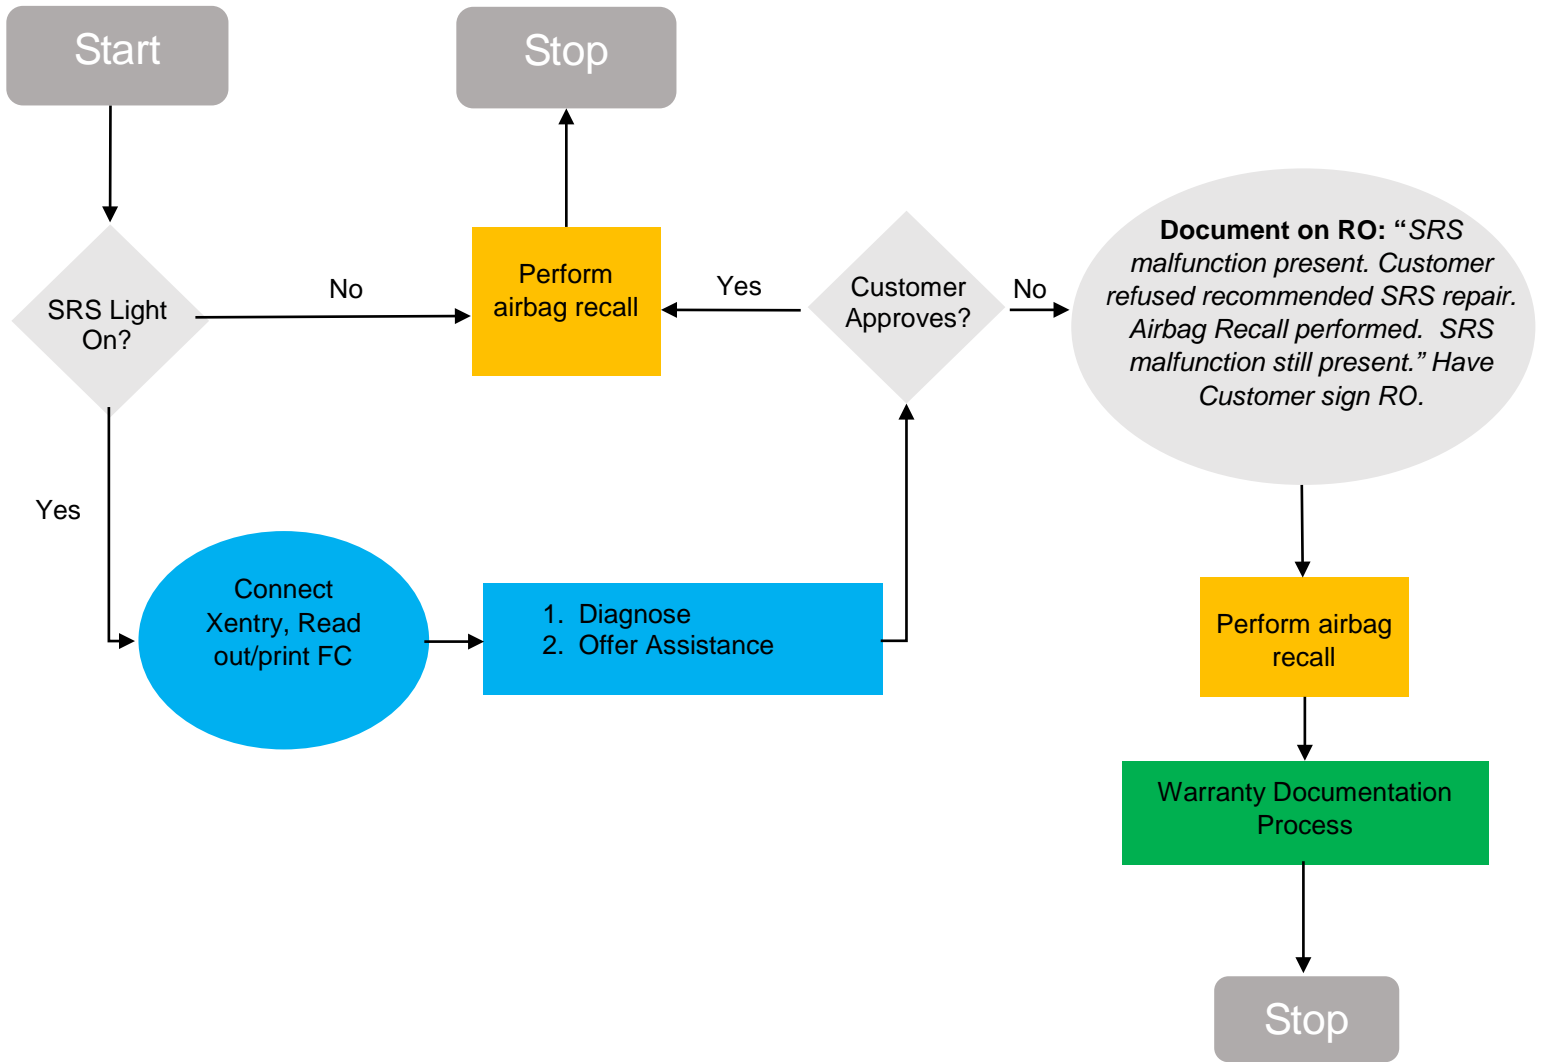 Start
Stop
SRS Light
On?
No
Perform
airbag recall
Yes
Customer
Approves?
No
Document on RO: “SRS
malfunction present. Customer
refused recommended SRS repair.
Airbag Recall performed.  SRS
malfunction still present.” Have
Customer sign RO.
Yes
Connect
Xentry, Read
out/print FC
1. Diagnose
2. Offer Assistance
Perform airbag
recall
Warranty Documentation
Process
Stop